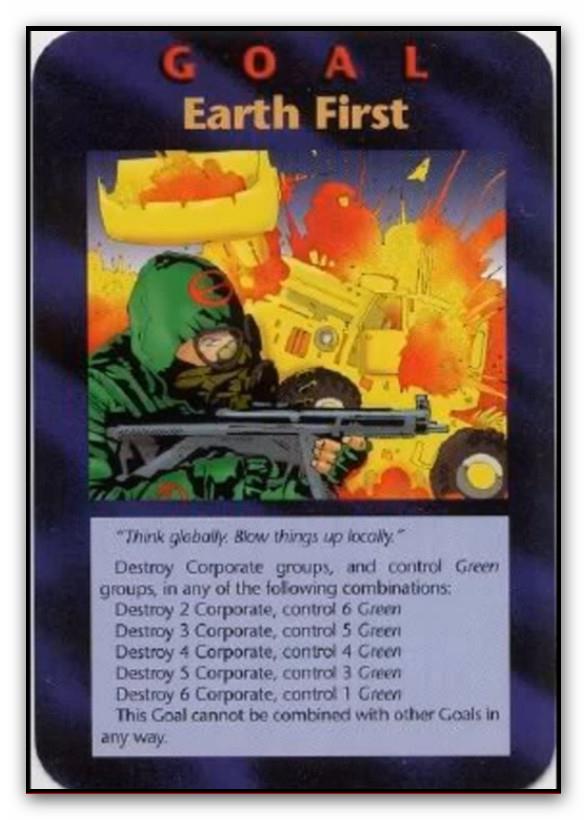 GOAL
Earth First
"Think globally. Blow things up locally."
Destroy Corporate groups, and control Green
groups, in any of the following combinations:
Destroy 2 Corporate, control 6 Green
Destroy 3 Corporate, control 5 Green
Destroy 4 Corporate, control 4 Green
Destroy 5 Corporate, control 3 Green
Destroy 6 Corporate, control 1 Green
This Goal cannot be combined with other Goals in
any way.